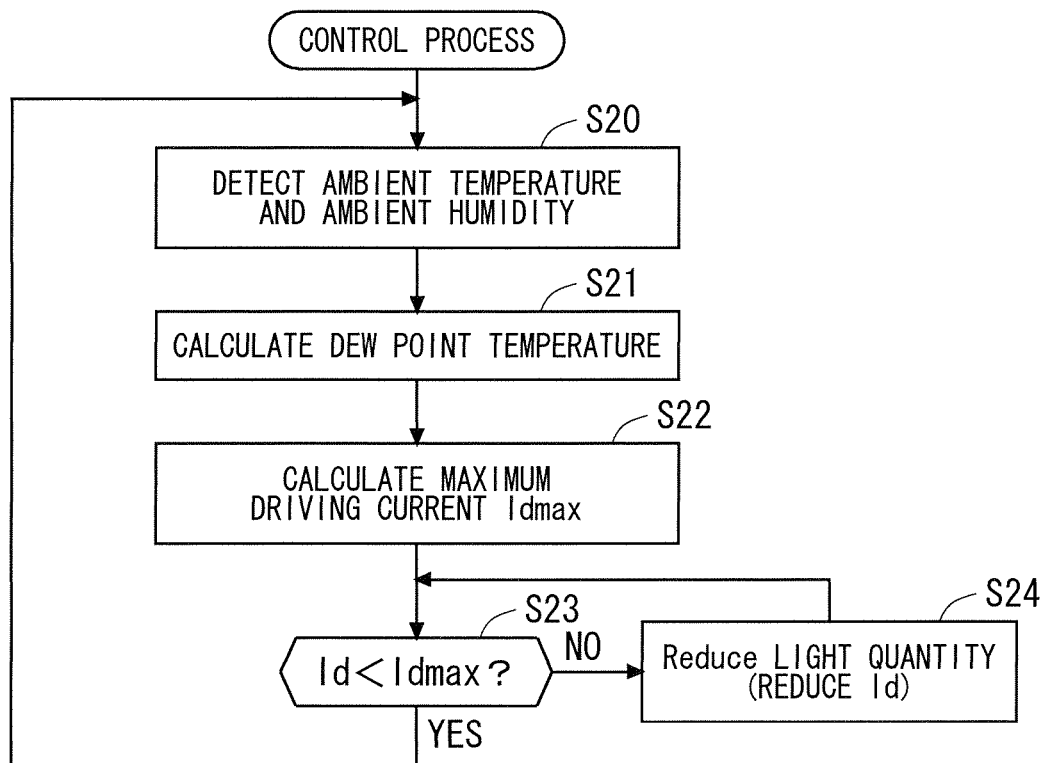 CONTROL PROCESS
S20
DETECT AMBIENT TEMPERATURE
AND AMBIENT HUMIDITY
S21
CALCULATE DEW POINT TEMPERATURE
S22
CALCULATE MAXIMUM
DRIVING CURRENT Idmax
S23
Id<Idmax?
NO
YES
S24
Reduce LIGHT QUANTITY
(REDUCE Id)